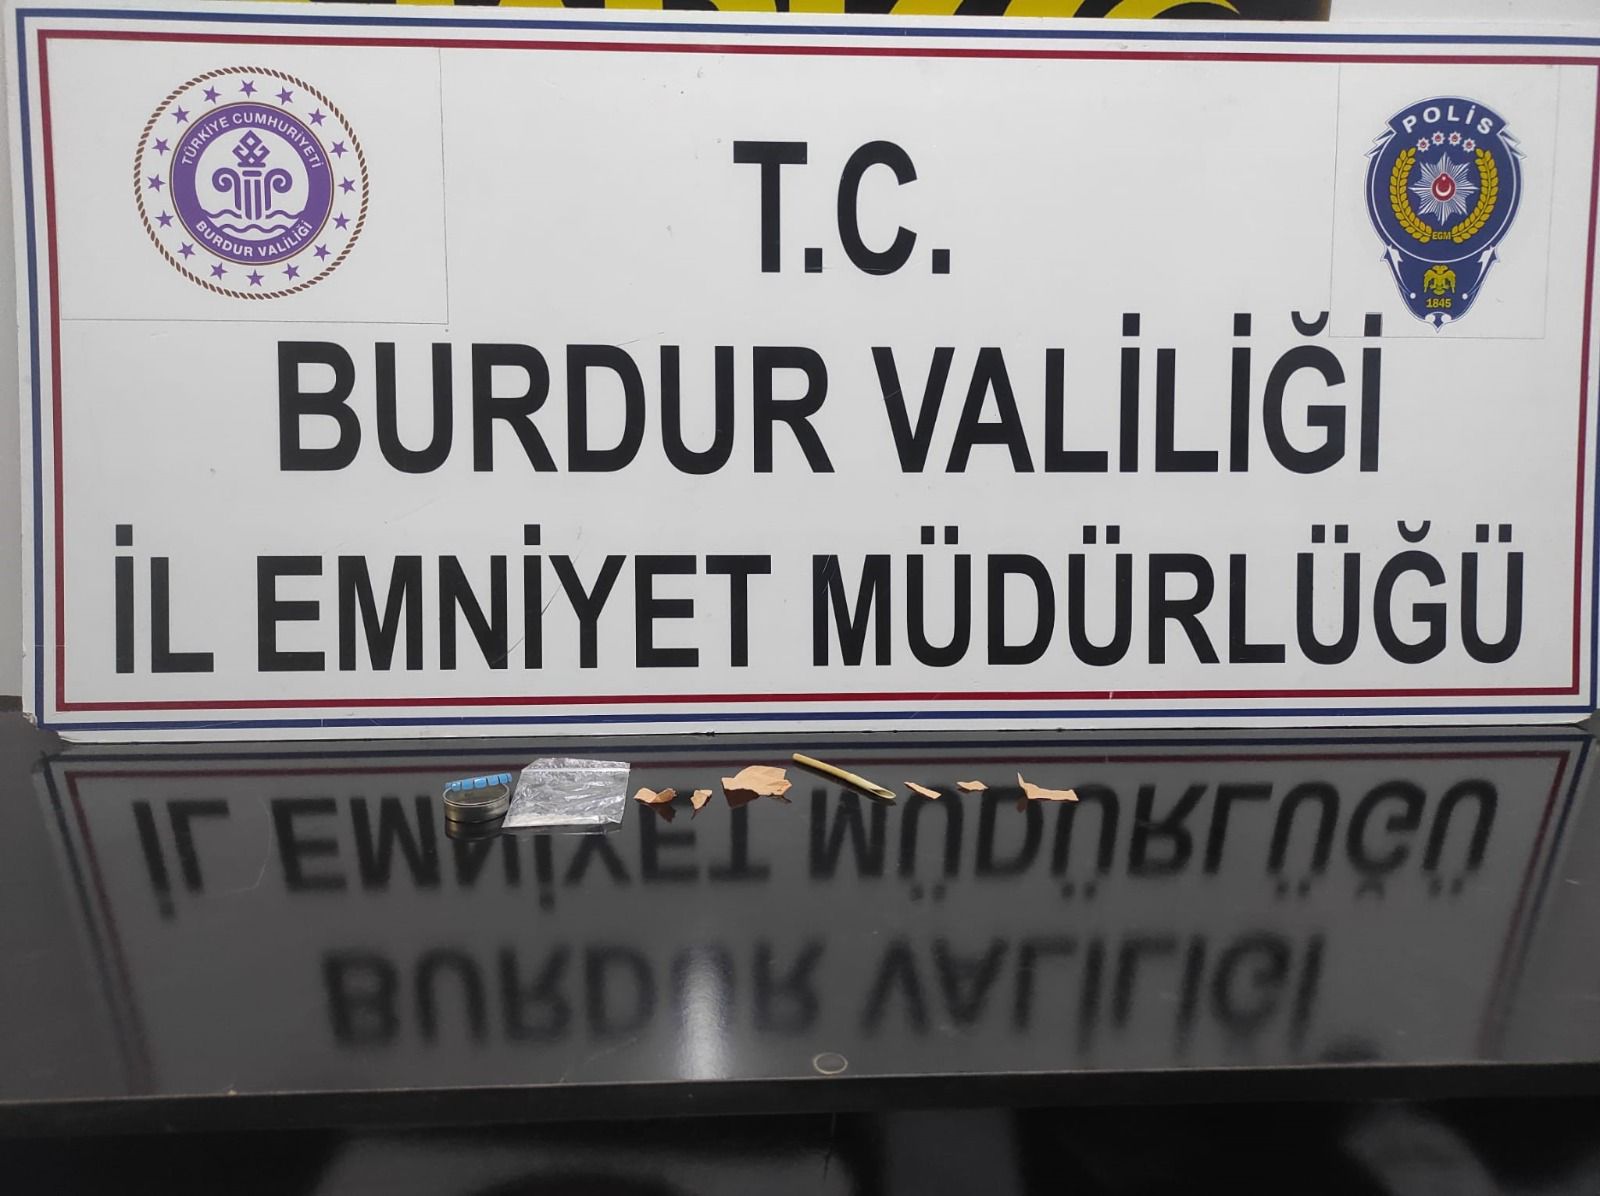 T.C.
BURDUR VALİLİĞİ
İL EMNİYET MÜDÜRLÜĞÜ
TÜRKİYE CUMHURİYETİ
BURDUR VALİLİĞİ
POLİS
EGM
1845